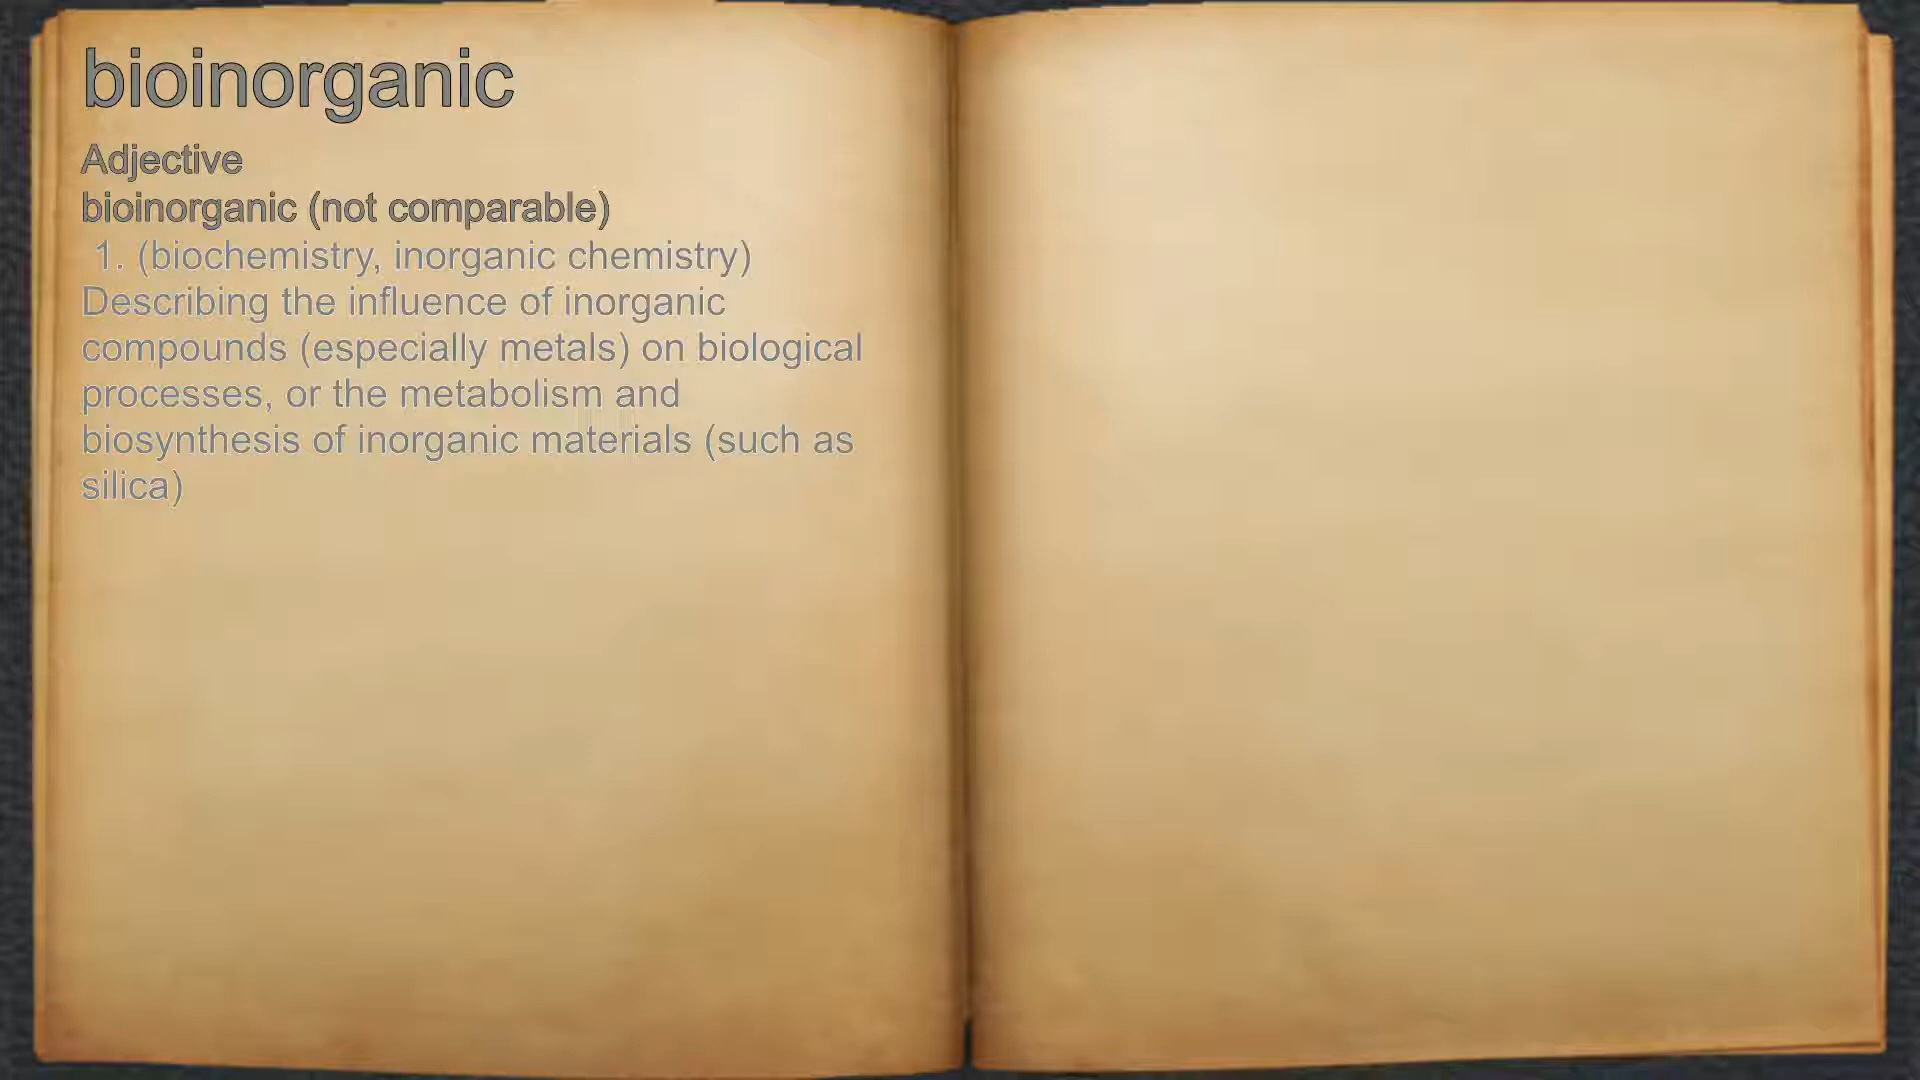 bioinorganic
Adjective
bioinorganic (not comparable)
1. (biochemistry, inorganic chemistry)
Describing the influence of inorganic
compounds (especially metals) on biological
processes, or the metabolism and
biosynthesis of inorganic materials (such as
silica)